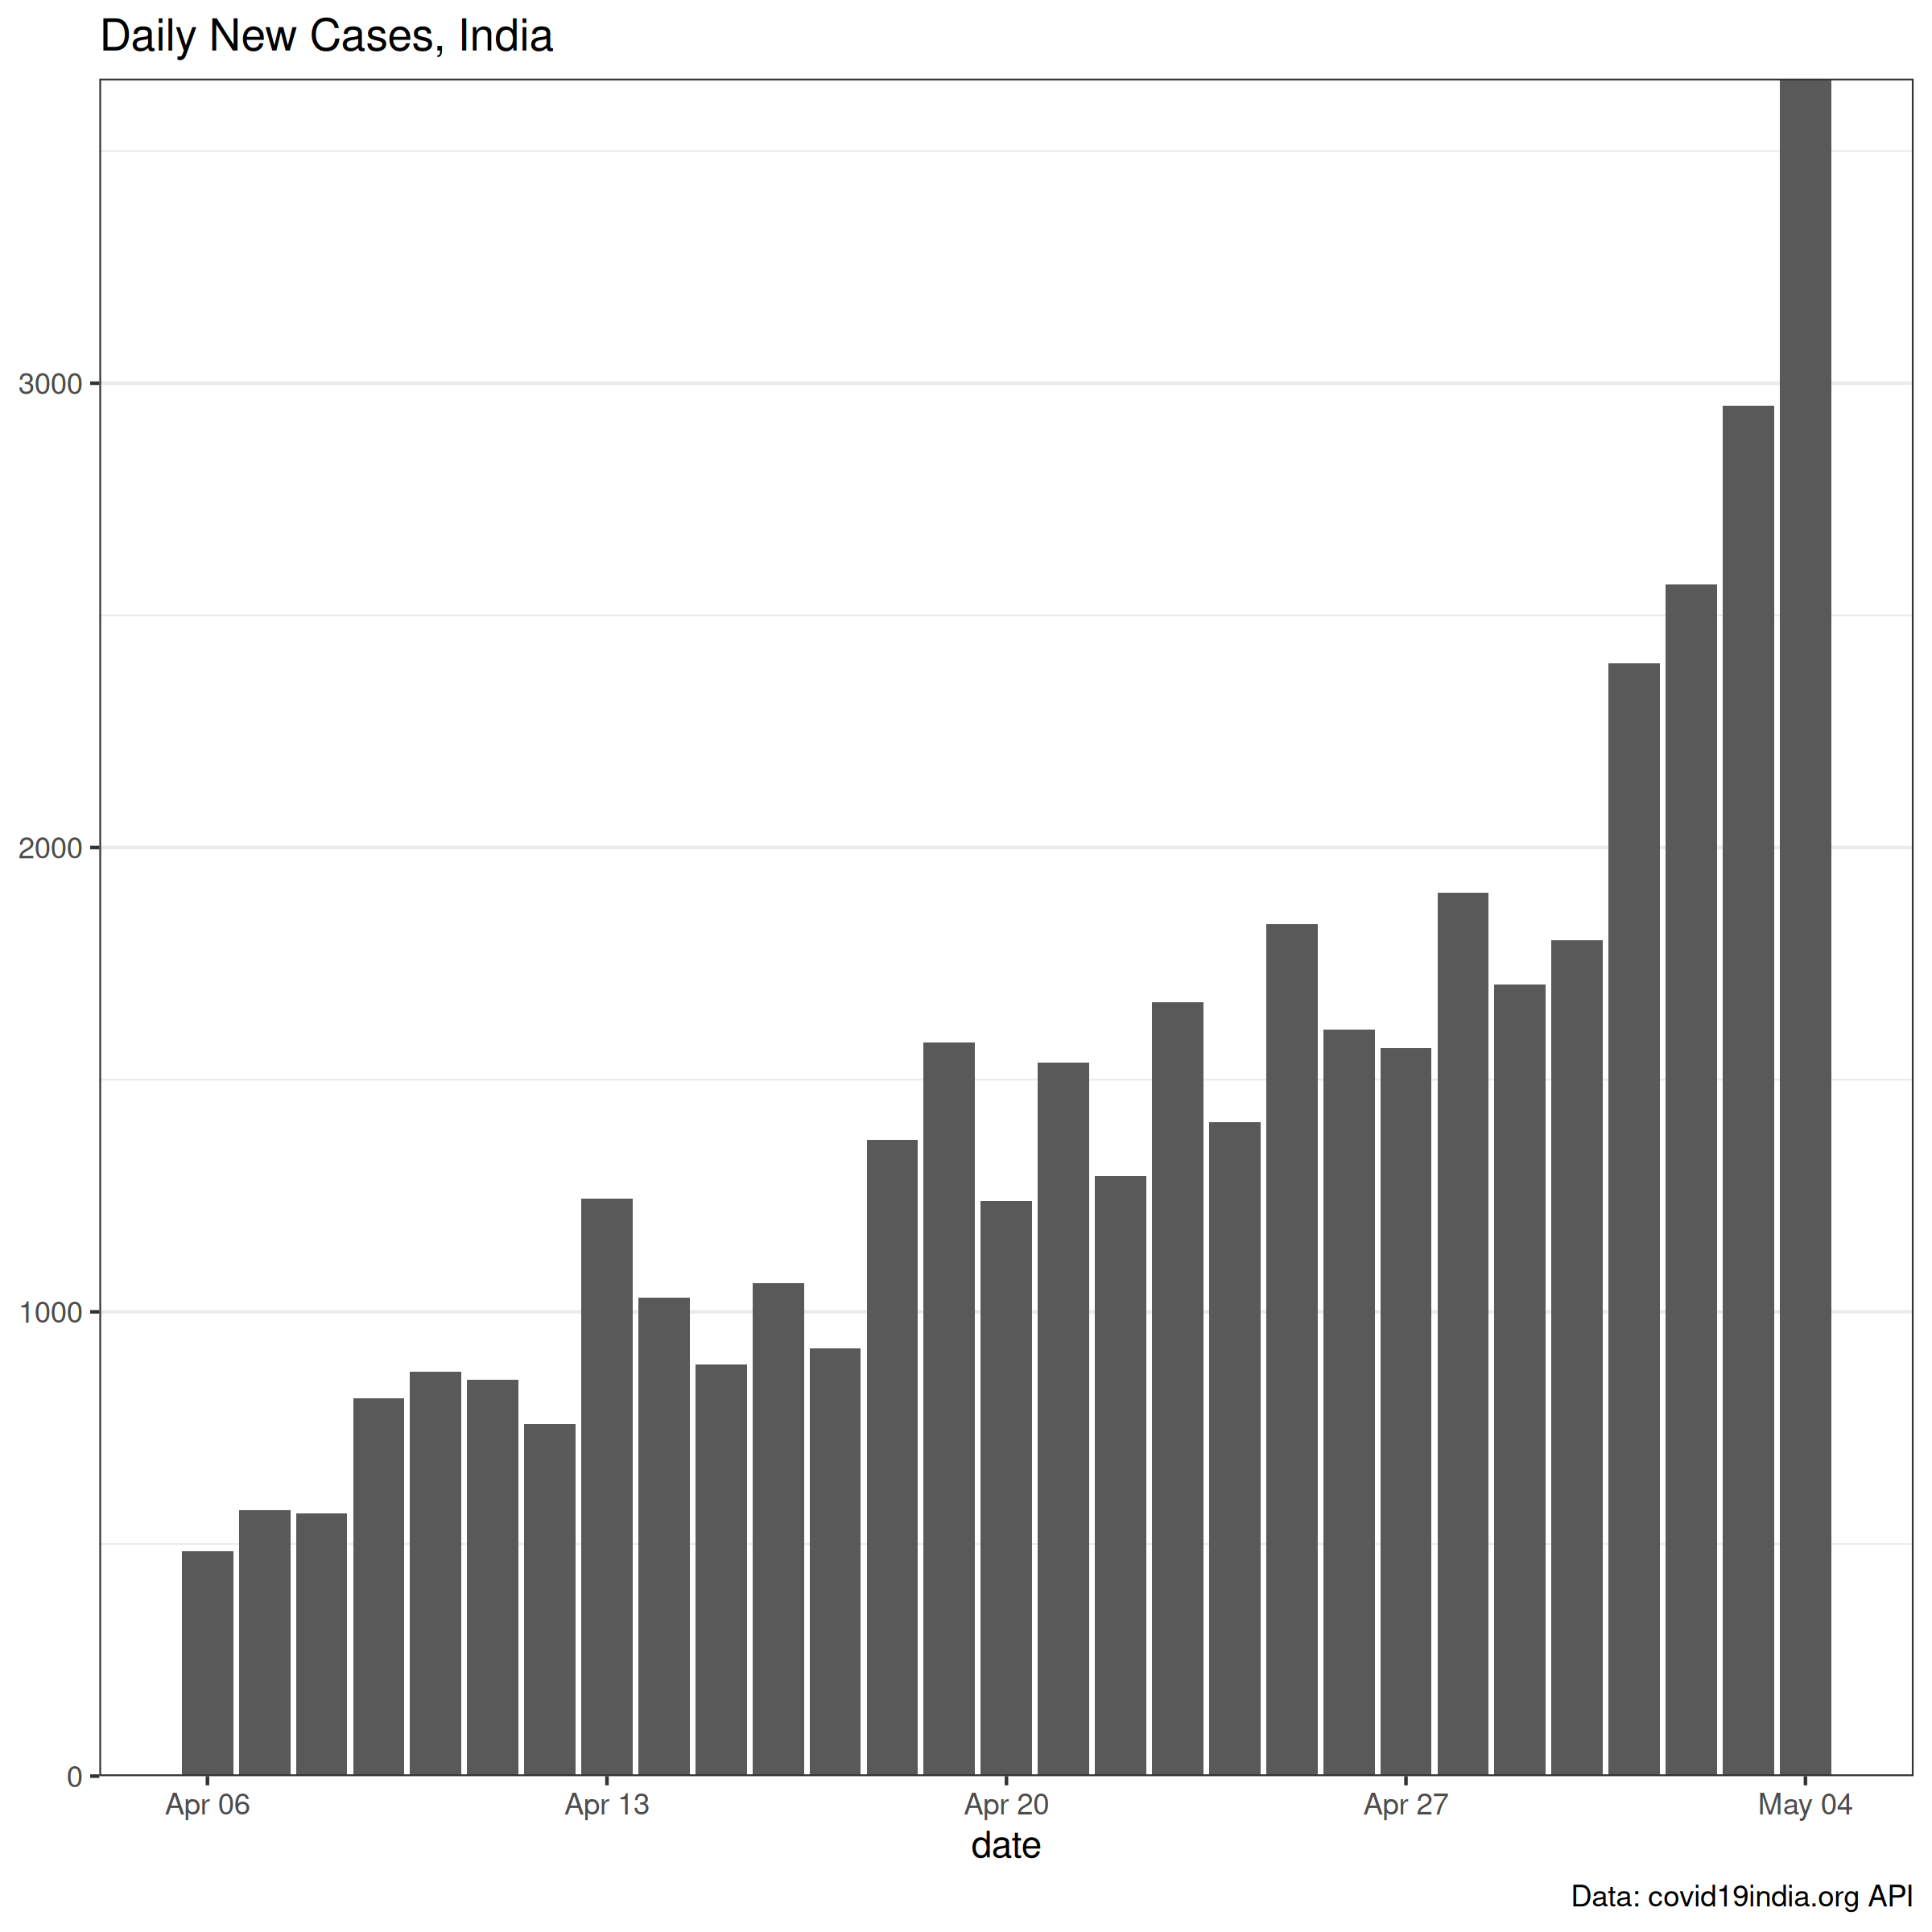 Daily New Cases, India
3000
2000
1000
0
Apr 06 Apr 13 Apr 20 Apr 27 May 04
date
Data: covid19india.org API